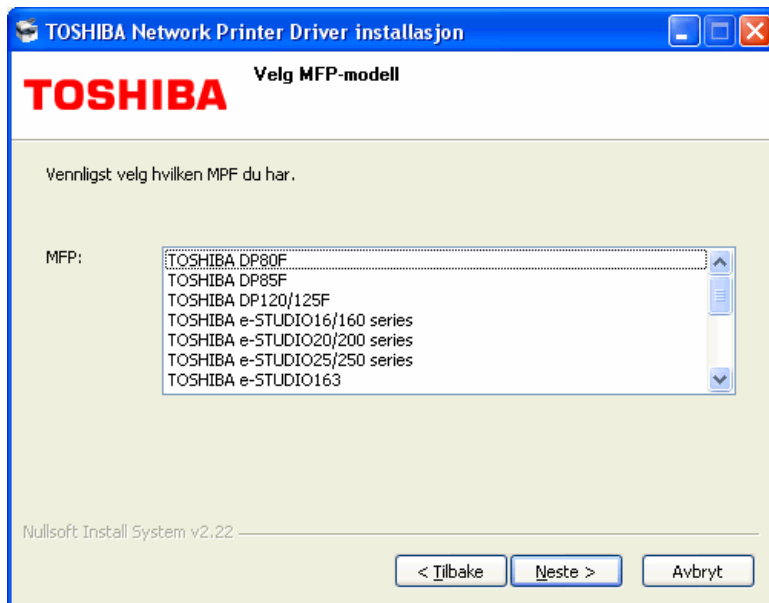 TOSHIBA Network Printer Driver installasjon
TOSHIBA
Velg MFP-modell
Vennligst velg hvilken MPF du har.
MFP:
TOSHIBA DP80F
TOSHIBA DP85F
TOSHIBA DP120/125F
TOSHIBA e-STUDIO16/160 series
TOSHIBA e-STUDIO20/200 series
TOSHIBA e-STUDIO25/250 series
TOSHIBA e-STUDIO163
Nullsoft Install System v2.22
< Tilbake
Neste >
Avbryt